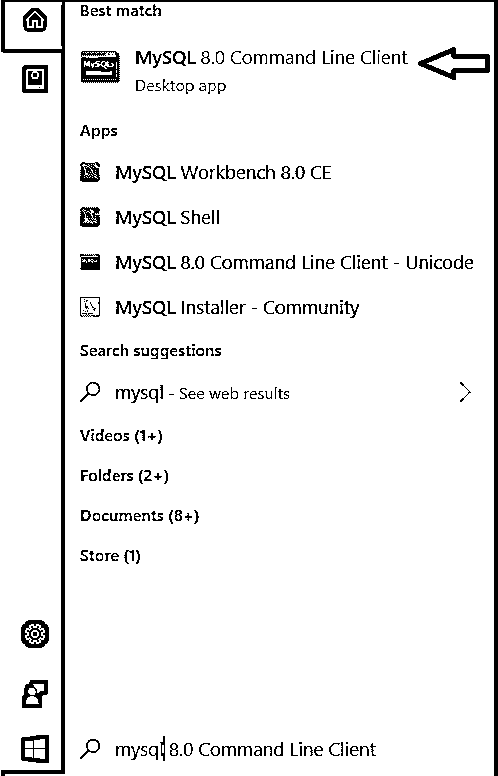 Best match
MySQL 8.0 Command Line Client
Desktop app
Apps
MySQL Workbench 8.0 CE
MySQL Shell
MySQL 8.0 Command Line Client - Unicode
MySQL Installer - Community
Search suggestions
mysql - See web results
Videos (1+)
Folders (2+)
Documents (8+)
Store (1)
mysql 8.0 Command Line Client